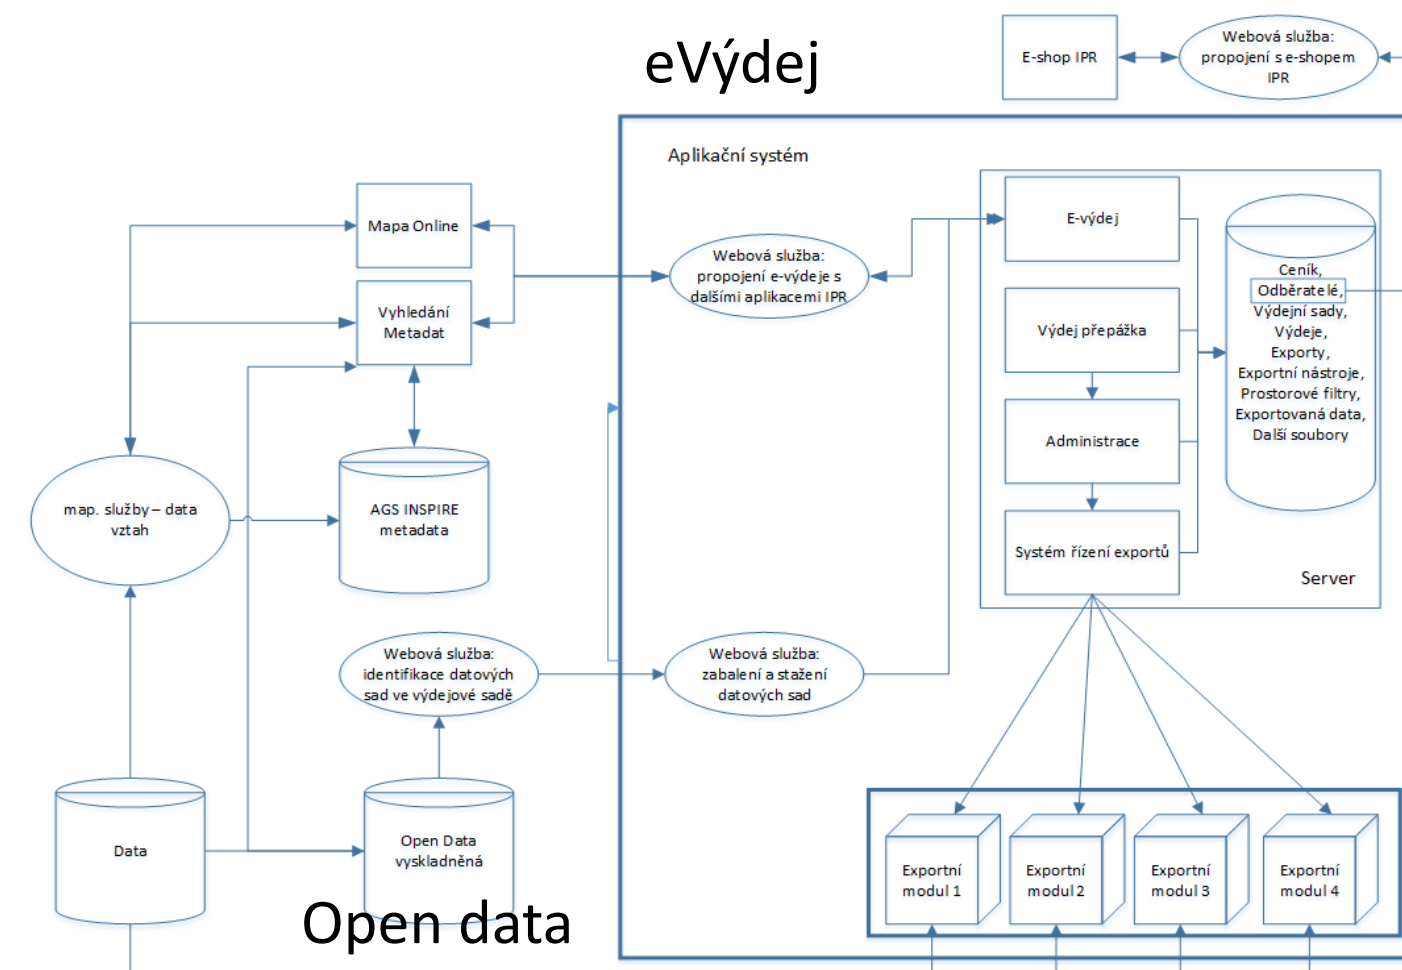 eVýdej
E-shop IPR
Webová služba:
propojení s e-shopem
IPR
Aplikační systém
Mapa Online
Vyhledání
Metadat
Webová služba:
propojení e-výdeje s
dalšími aplikacemi IPR
E-výdej
Výdej přepážka
Administrace
Systém řízení exportů
Ceník,
Odběratelé,
Výdejní sady,
Výdeje,
Exporty,
Exportní nástroje,
Prostorové filtry,
Exportovaná data,
Další soubory
Server
map. služby – data
vztah
AGS INSPIRE
metadata
Webová služba:
identifikace datových
sad ve výdejové sadě
Webová služba:
zabalení a stažení
datových sad
Data
Open Data
vyskladněná
Exportní
modul 1
Exportní
modul 2
Exportní
modul 3
Exportní
modul 4
Open data